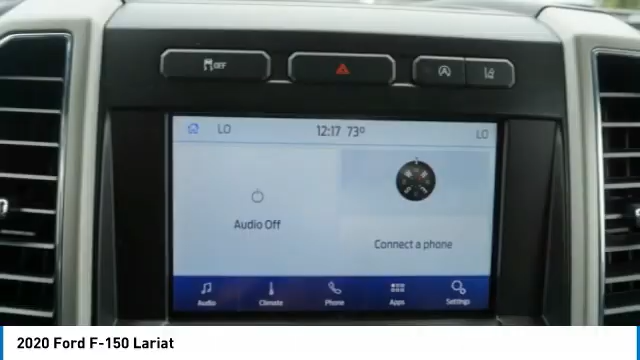 OFF
LO 12:17 73° LO
Audio Off
Connect a phone
Audio Climate Phone Apps Settings
2020 Ford F-150 Lariat